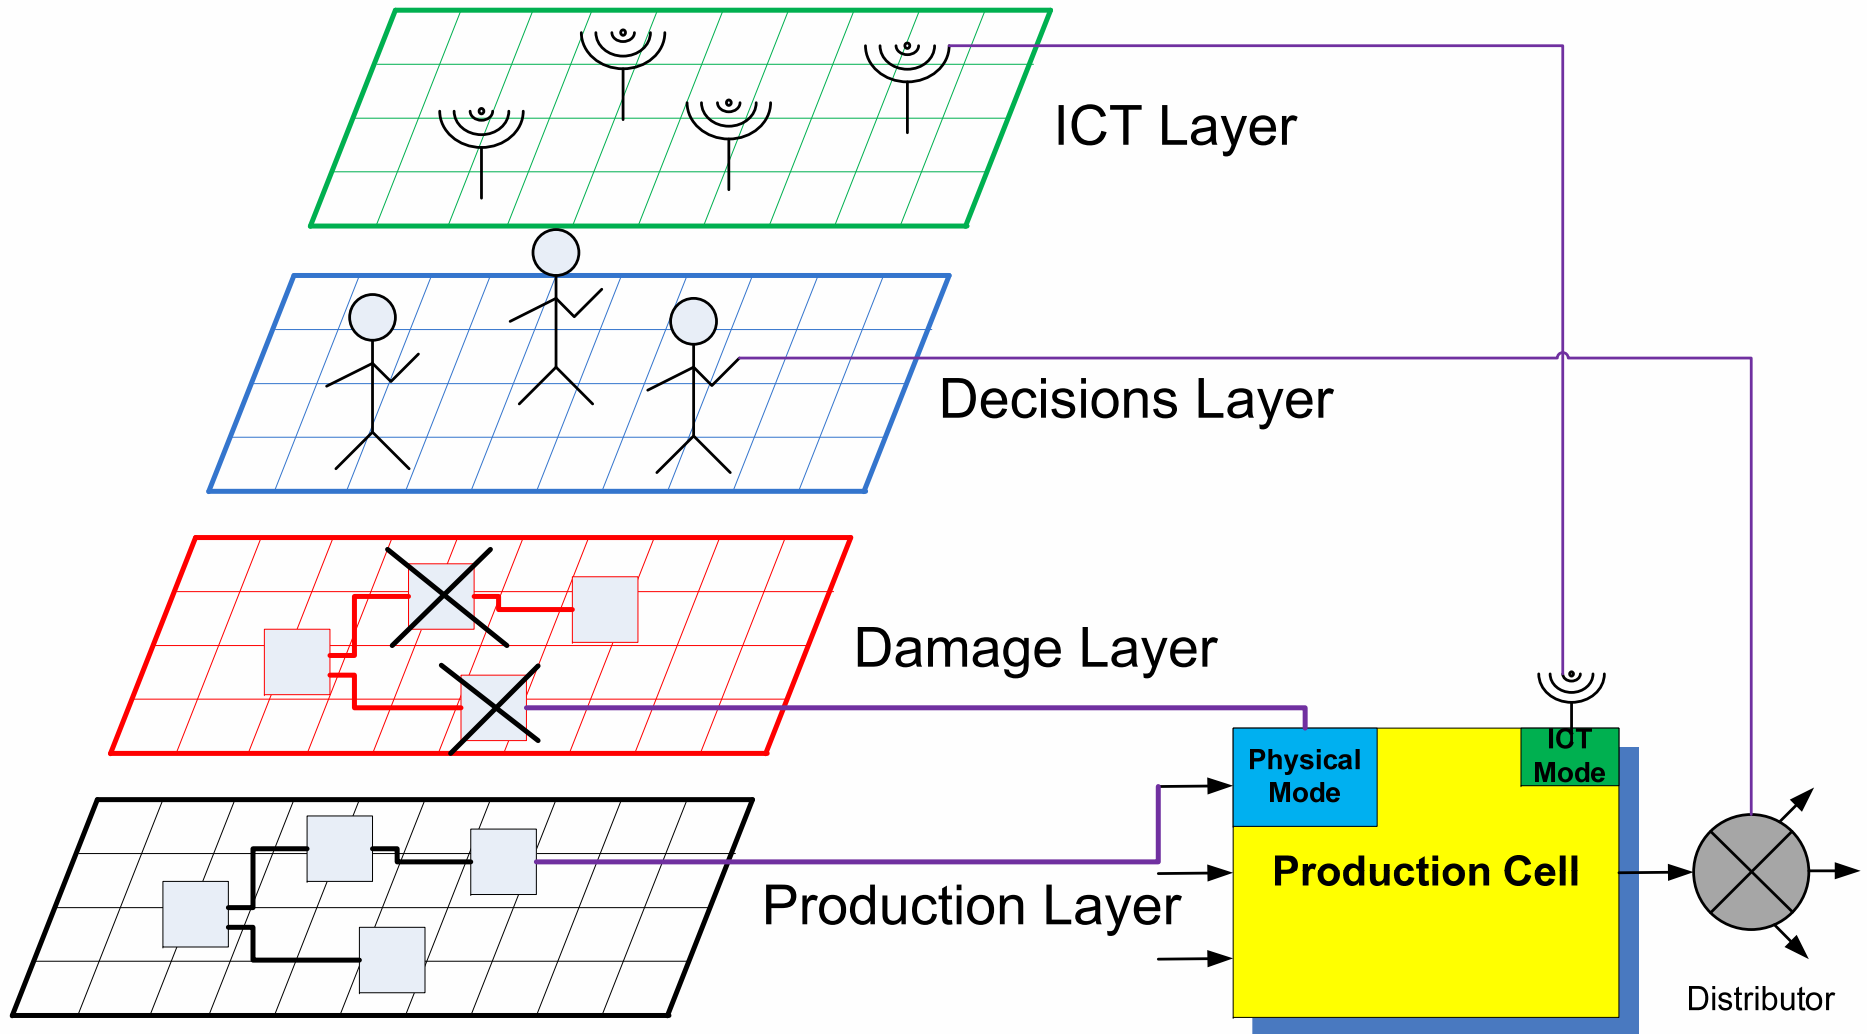 ICT Layer
Decisions Layer
Damage Layer
Production Layer
Physical
Mode
IOT
Mode
Production Cell
Distributor